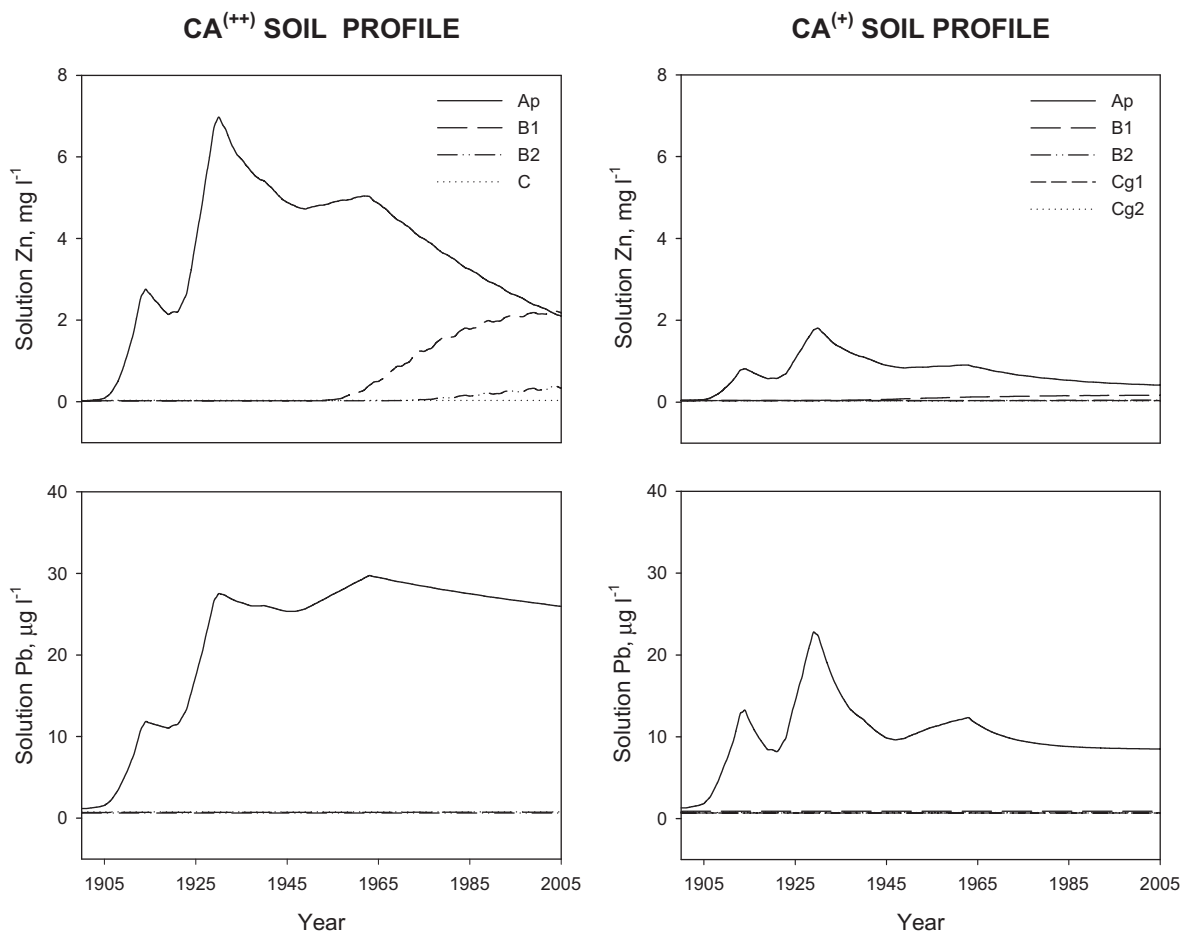 CA(++) SOIL PROFILE
CA(+) SOIL PROFILE
Solution Zn, mg l-1
8
6
4
2
0
Ap
B1
B2
C
Solution Zn, mg l-1
8
6
4
2
0
Ap
B1
B2
Cg1
Cg2
Solution Pb, µg l-1
40
30
20
10
0
1905 1925 1945 1965 1985 2005
Year
Solution Pb, µg l-1
40
30
20
10
0
1905 1925 1945 1965 1985 2005
Year